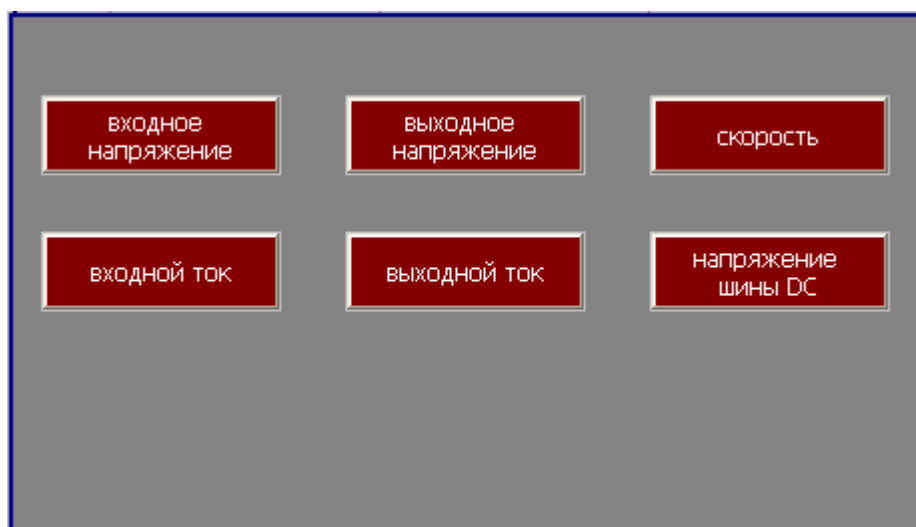 входное
напряжение
выходное
напряжение
скорость
входной ток
выходной ток
напряжение
шины DC